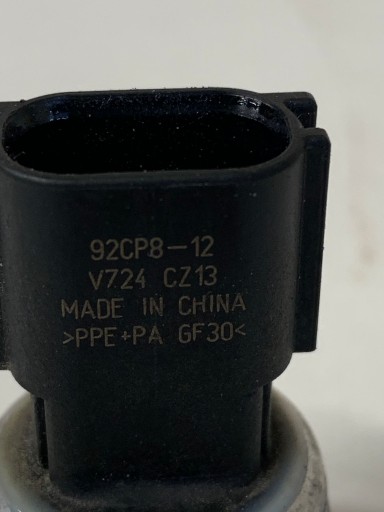 92CP8-12
V724 CZ13
MADE IN CHINA
>PPE+PA GF30<